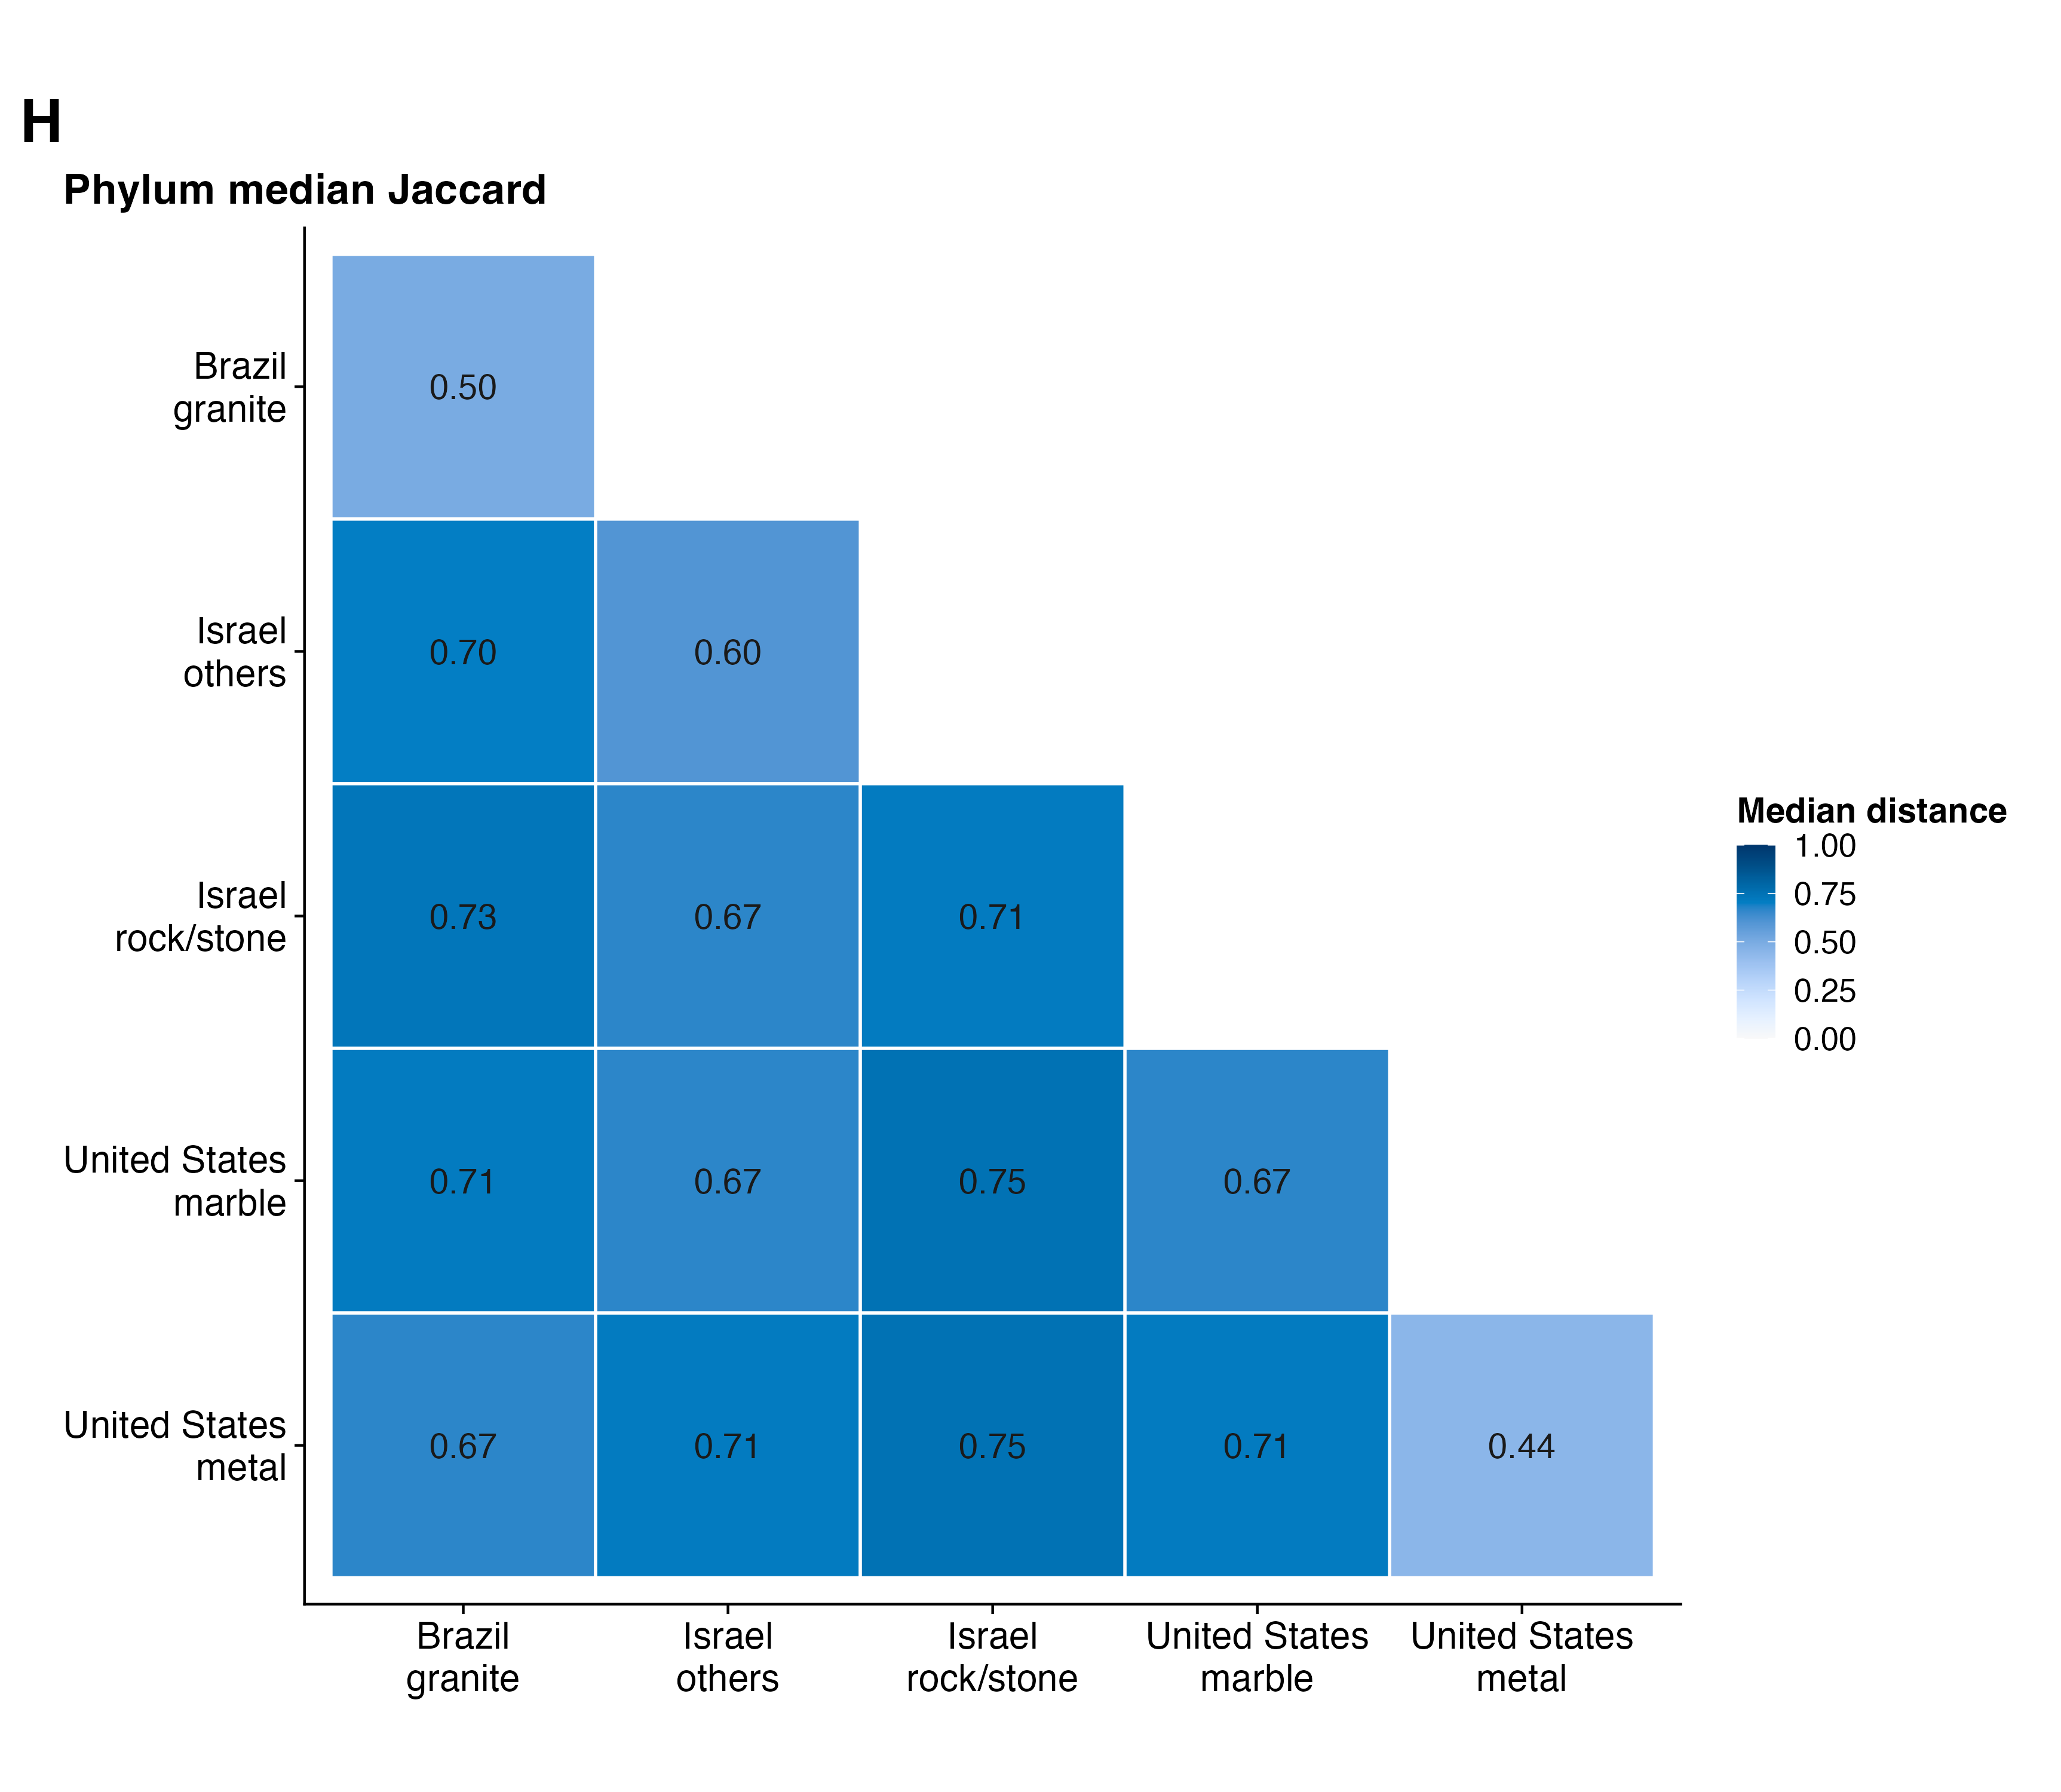 H
Phylum median Jaccard
Brazil
granite
0.50
Israel
others
0.70
0.60
Israel
rock/stone
0.73
0.67
0.71
United States
marble
0.71
0.67
0.75
0.67
United States
metal
0.67
0.71
0.75
0.71
0.44
Brazil
granite
Israel
others
Israel
rock/stone
United States
marble
United States
metal
Median distance
1.00
0.75
0.50
0.25
0.00